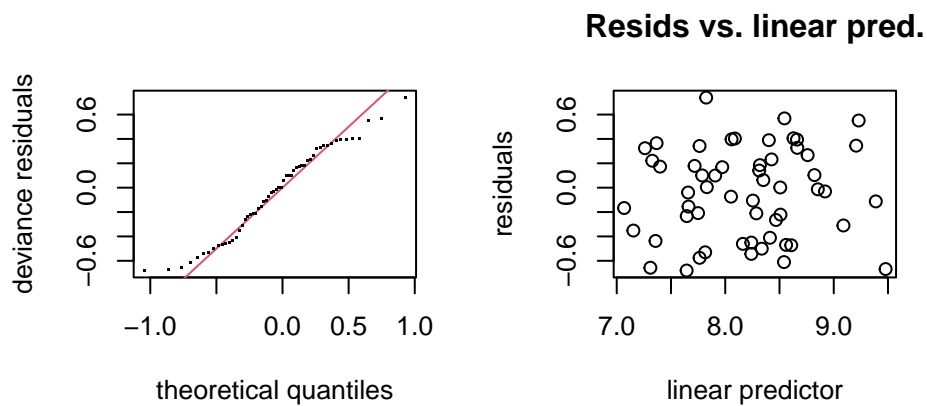 Resids vs. linear pred.
deviance residuals
−0.6 0.0 0.6
−1.0 0.0 0.5 1.0
theoretical quantiles
residuals
−0.6 0.0 0.6
7.0 8.0 9.0
linear predictor